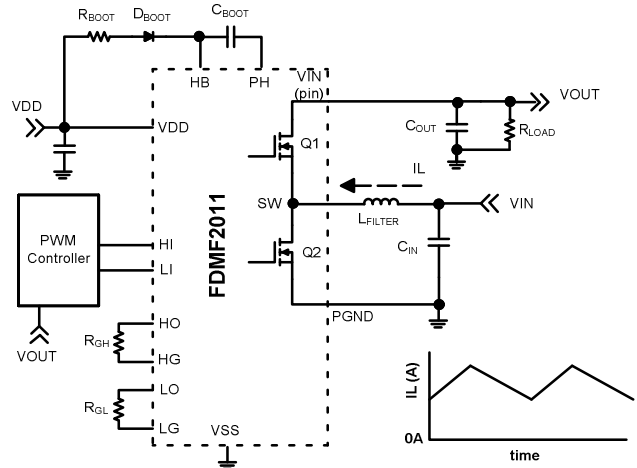 RBOOT
DBOOT
CBOOT
HB
PH
VIN
(pin)
VDD
VDD
VOUT
COUT
RLOAD
Q1
IL
SW
LFILTER
VIN
FDMF2011
PWM
Controller
HI
LI
Q2
CIN
PGND
VOUT
HO
RGH
HG
LO
RGL
LG
VSS
IL (A)
0A
time